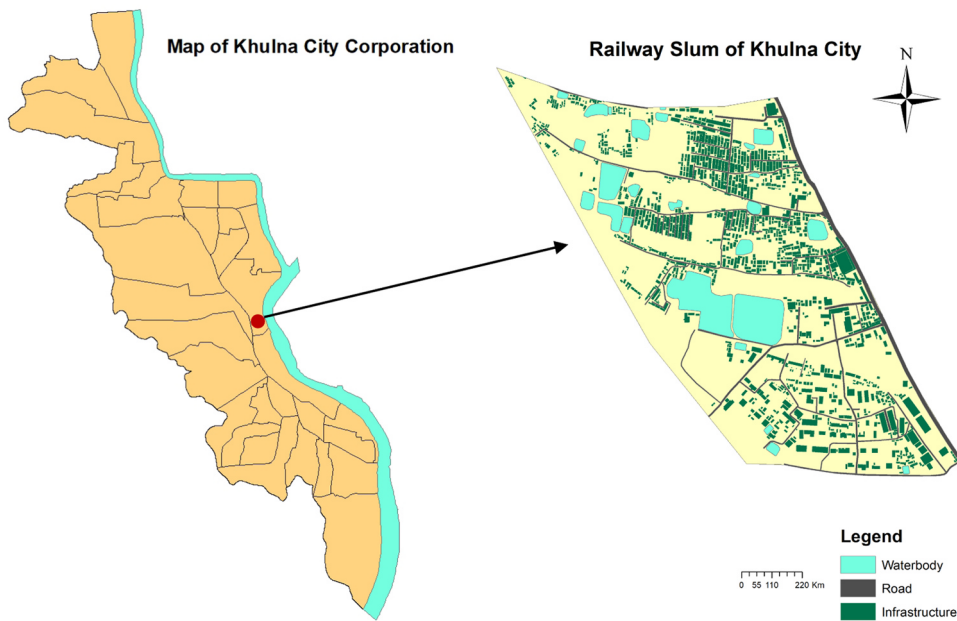 Map of Khulna City Corporation
Railway Slum of Khulna City
N
Legend
Waterbody
Road
Infrastructure
0 55 110 220 Km